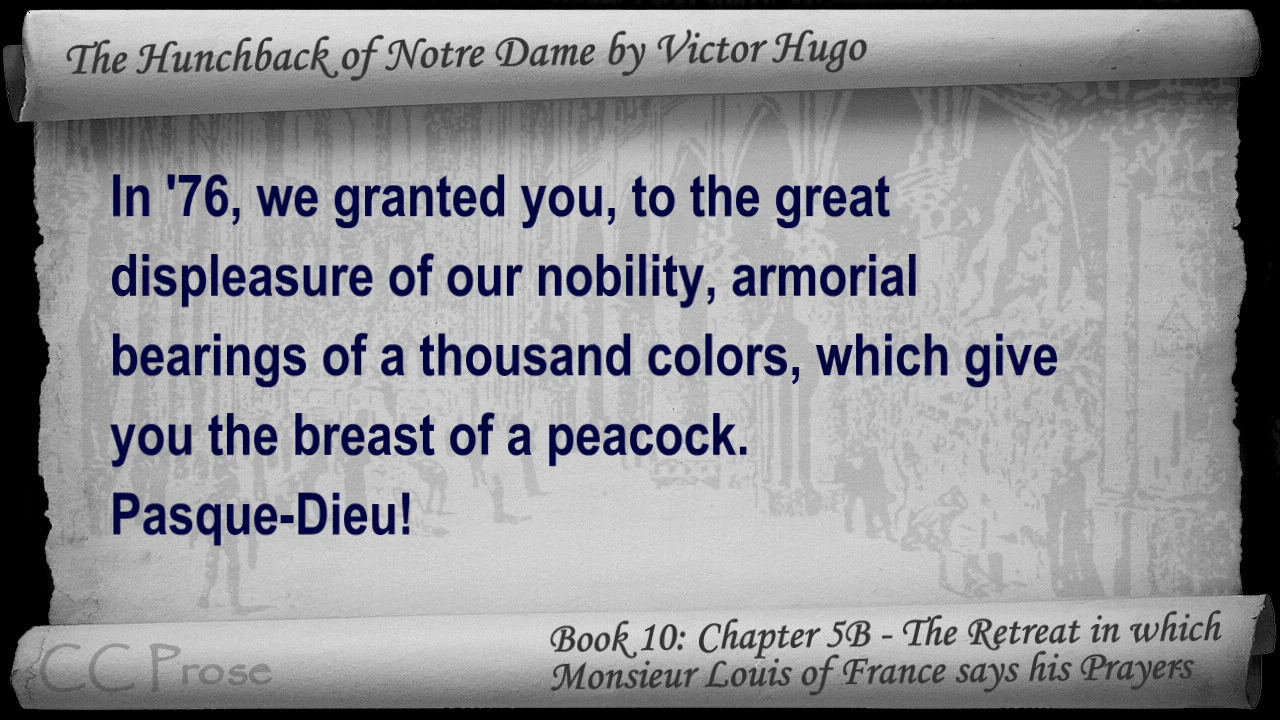 The Hunchback of Notre Dame by Victor Hugo
In '76, we granted you, to the great
displeasure of our nobility, armorial
bearings of a thousand colors, which give
you the breast of a peacock.
Pasque-Dieu!
CC Prose
Book 10: Chapter 5B - The Retreat in which
Monsieur Louis of France says his Prayers